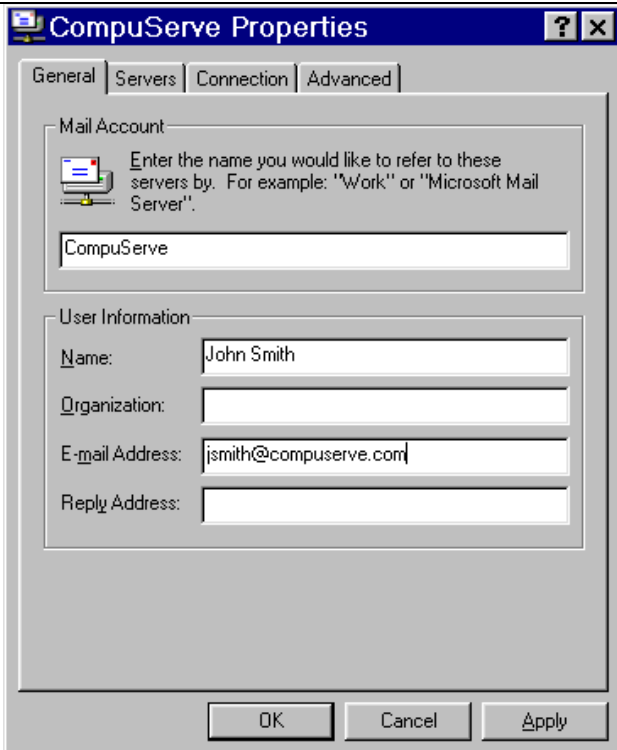 CompuServe Properties
General Servers Connection Advanced
Mail Account
Enter the name you would like to refer to these
servers by. For example: "Work" or "Microsoft Mail
Server".
CompuServe
User Information
Name: John Smith
Organization:
E-mail Address: jsmith@compuserve.com
Reply Address:
OK Cancel Apply